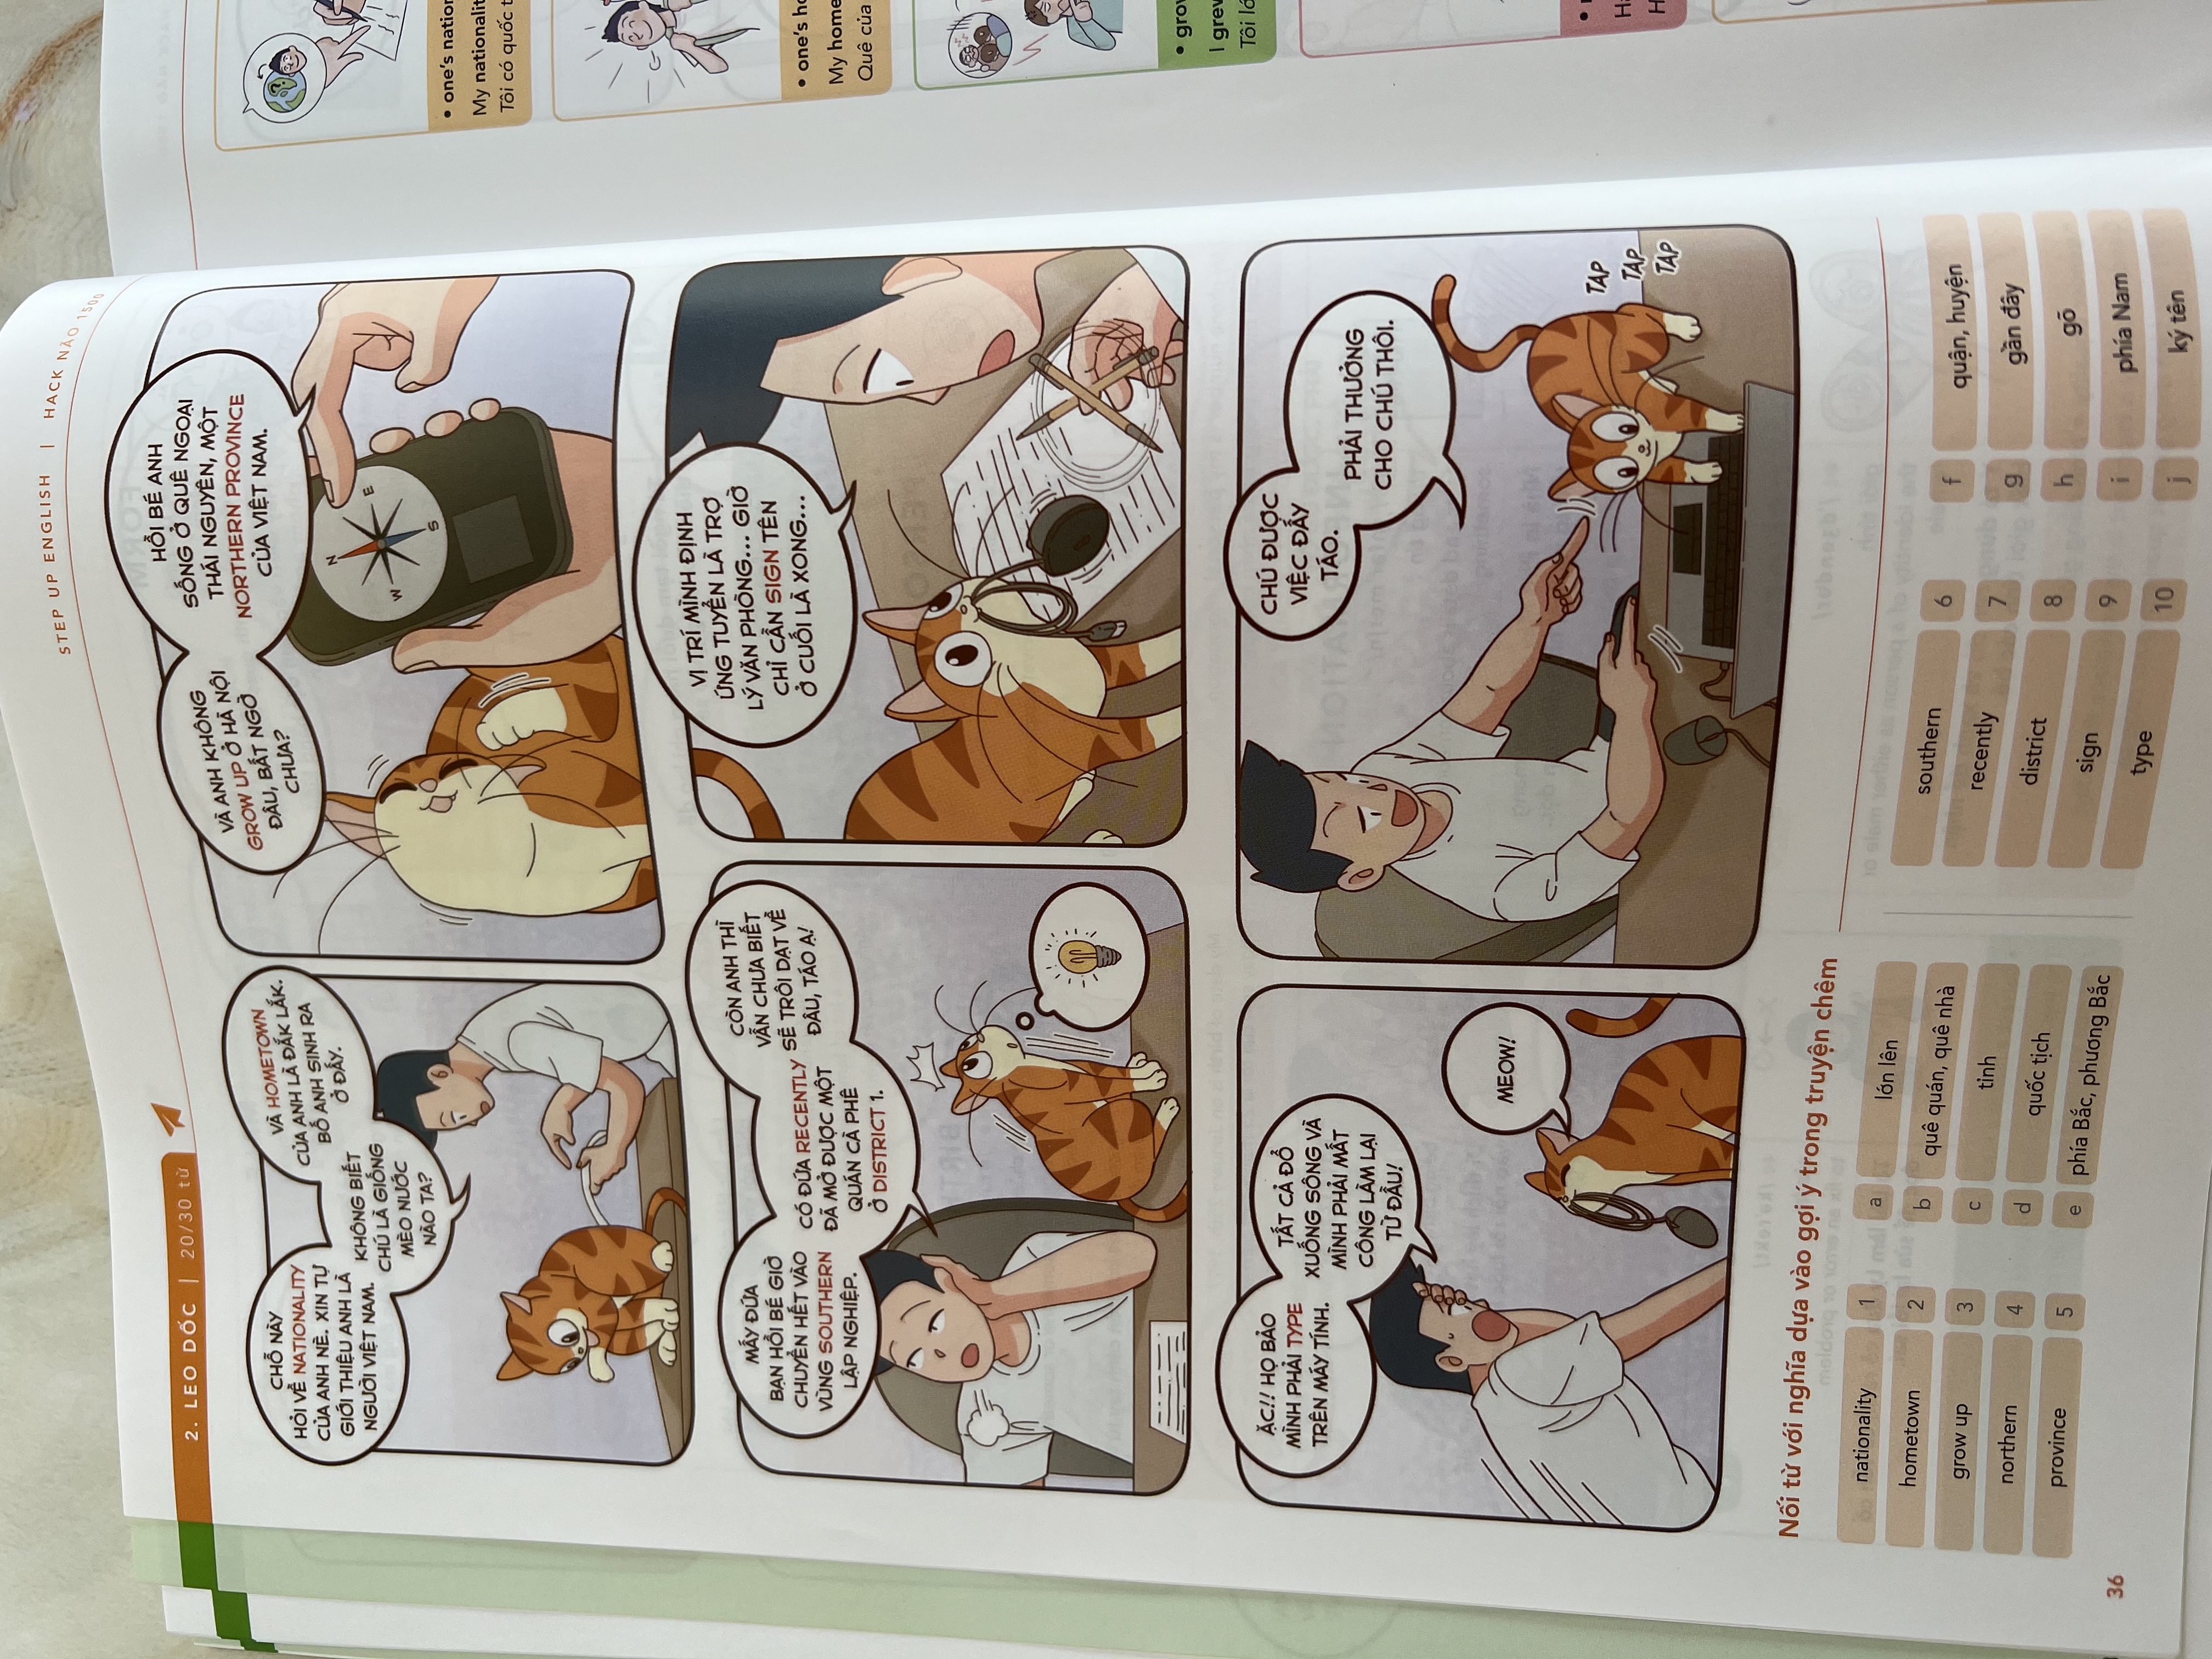 STEP UP ENGLISH | HACK NÃO 1500
2. LEO DỐC | 20/30 từ
CHỖ NÀY
HỎI VỀ NATIONALITY
CỦA ANH NÈ. XIN TỰ
GIỚI THIỆU ANH LÀ
NGƯỜI VIỆT NAM.
KHÔNG BIẾT
CHÚ LÀ GIỐNG
MÈO NƯỚC
NÀO TA?
VÀ HOMETOWN
CỦA ANH LÀ ĐẮK LẮK.
BỐ ANH SINH RA
Ở ĐẤY.
VÀ ANH KHÔNG
GROW UP Ở HÀ NỘI
ĐÂU, BẤT NGỜ
CHƯA?
HỒI BÉ ANH
SỐNG Ở QUÊ NGOẠI
THÁI NGUYÊN, MỘT
NORTHERN PROVINCE
CỦA VIỆT NAM.
N
E
W
S
MẤY ĐỨA
BẠN HỒI BÉ GIỜ
CHUYỂN HẾT VÀO
VÙNG SOUTHERN
LẬP NGHIỆP.
CÓ ĐỨA RECENTLY
ĐÃ MỞ ĐƯỢC MỘT
QUÁN CÀ PHÊ
Ở DISTRICT 1.
CÒN ANH THÌ
VẪN CHƯA BIẾT
SẼ TRÔI DẠT VỀ
ĐÂU, TÁO Ạ!
VỊ TRÍ MÌNH ĐỊNH
ỨNG TUYỂN LÀ TRỢ
LÝ VĂN PHÒNG... GIỜ
CHỈ CẦN SIGN TÊN
Ở CUỐI LÀ XONG...
ẶC!! HỌ BẢO
MÌNH PHẢI TYPE
TRÊN MÁY TÍNH.
TẤT CẢ ĐỔ
XUỐNG SÔNG VÀ
MÌNH PHẢI MẤT
CÔNG LÀM LẠI
TỪ ĐẦU!
MEOW!
CHÚ ĐƯỢC
VIỆC ĐẤY
TÁO.
PHẢI THƯỞNG
CHO CHÚ THÔI.
TAP
TAP
TAP
Nối từ với nghĩa dựa vào gợi ý trong truyện chêm
nationality 1
hometown 2
grow up 3
northern 4
province 5
a lớn lên
b quê quán, quê nhà
c tỉnh
d quốc tịch
e phía Bắc, phương Bắc
southern 6
recently 7
district 8
sign 9
type 10
f quận, huyện
g gần đây
h gõ
i phía Nam
j ký tên
36
• one's
My
Tôi có quốc
• one's
My
Quê của
I
Tôi